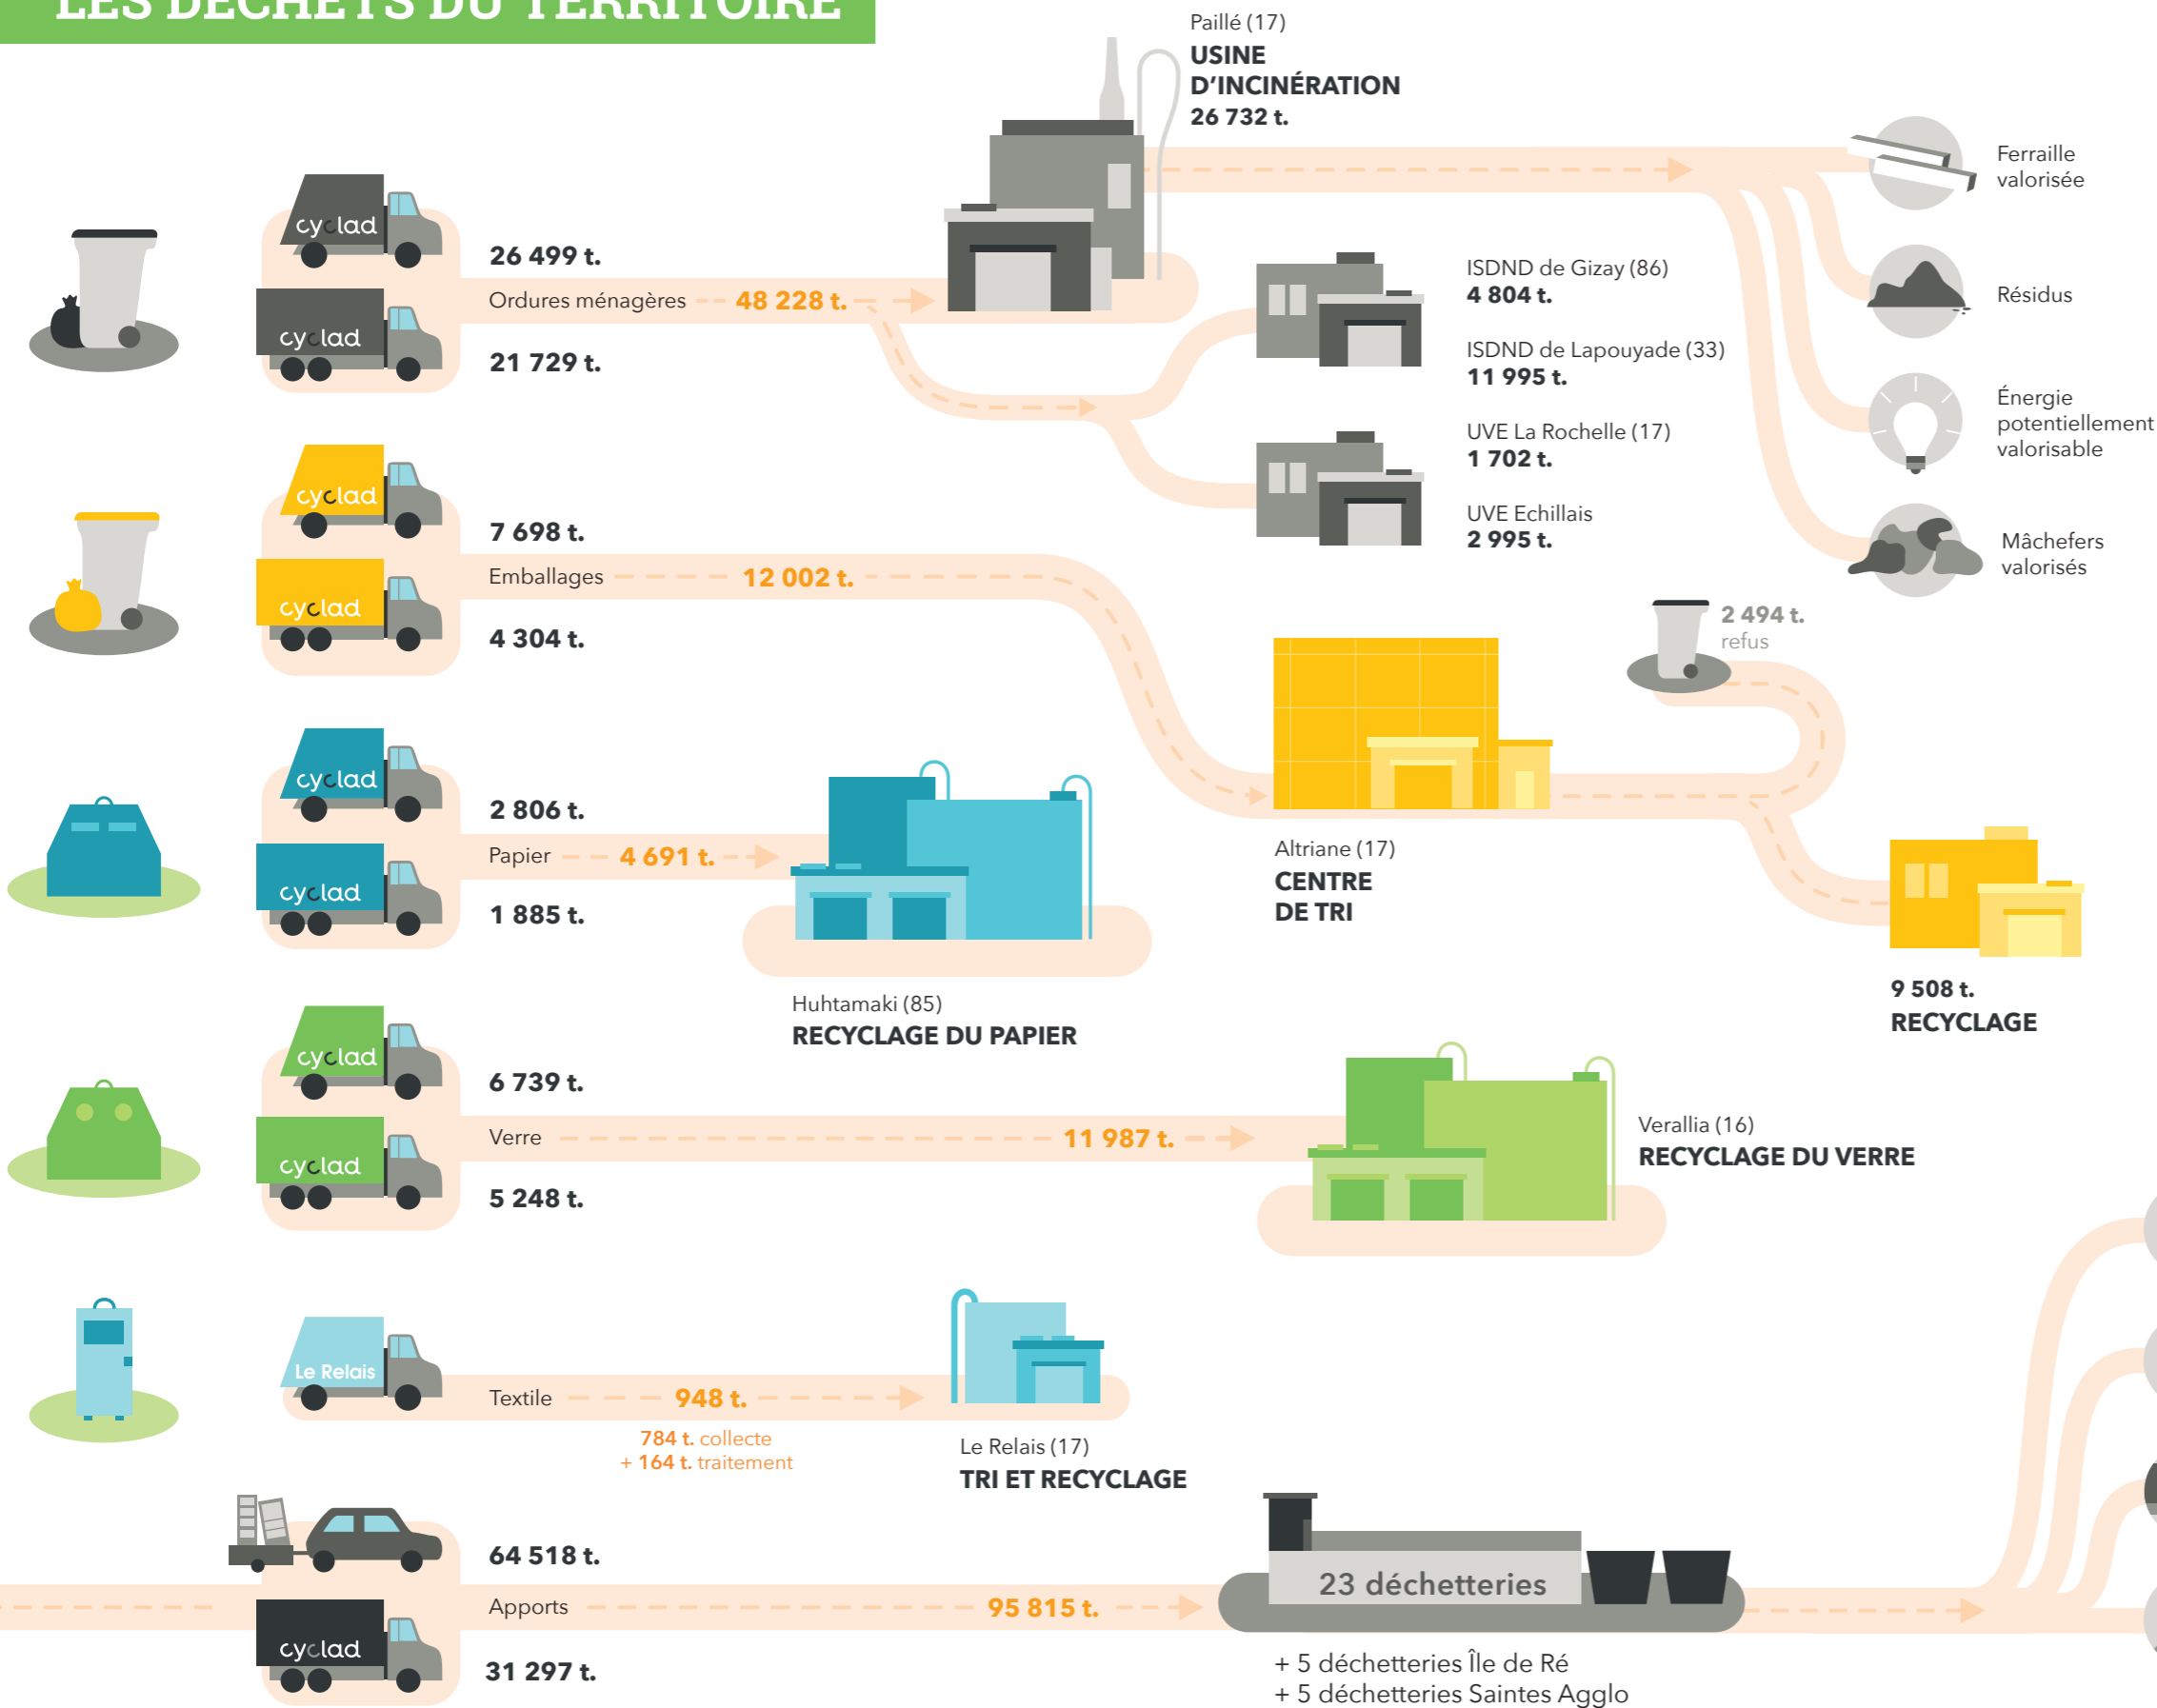 LES DÉCHETS DU TERRITOIRE
Paillé (17)
USINE
D'INCINÉRATION
26 732 t.
Ferraille
valorisée
Résidus
Énergie
potentiellement
valorisable
Mâchefers
valorisés
cyclad
26 499 t.
Ordures ménagères
48 228 t.
cyclad
21 729 t.
ISDND de Gizay (86)
4 804 t.
ISDND de Lapouyade (33)
11 995 t.
UVE La Rochelle (17)
1 702 t.
UVE Echillais
2 995 t.
cyclad
7 698 t.
Emballages
12 002 t.
cyclad
4 304 t.
2 494 t.
refus
Altriane (17)
CENTRE
DE TRI
9 508 t.
RECYCLAGE
cyclad
2 806 t.
Papier
4 691 t.
cyclad
1 885 t.
Huhtamaki (85)
RECYCLAGE DU PAPIER
cyclad
6 739 t.
Verre
11 987 t.
cyclad
5 248 t.
Verallia (16)
RECYCLAGE DU VERRE
Le Relais
Textile
948 t.
784 t. collecte
+ 164 t. traitement
Le Relais (17)
TRI ET RECYCLAGE
64 518 t.
Apports
95 815 t.
cyclad
31 297 t.
23 déchetteries
+ 5 déchetteries Île de Ré
+ 5 déchetteries Saintes Agglo